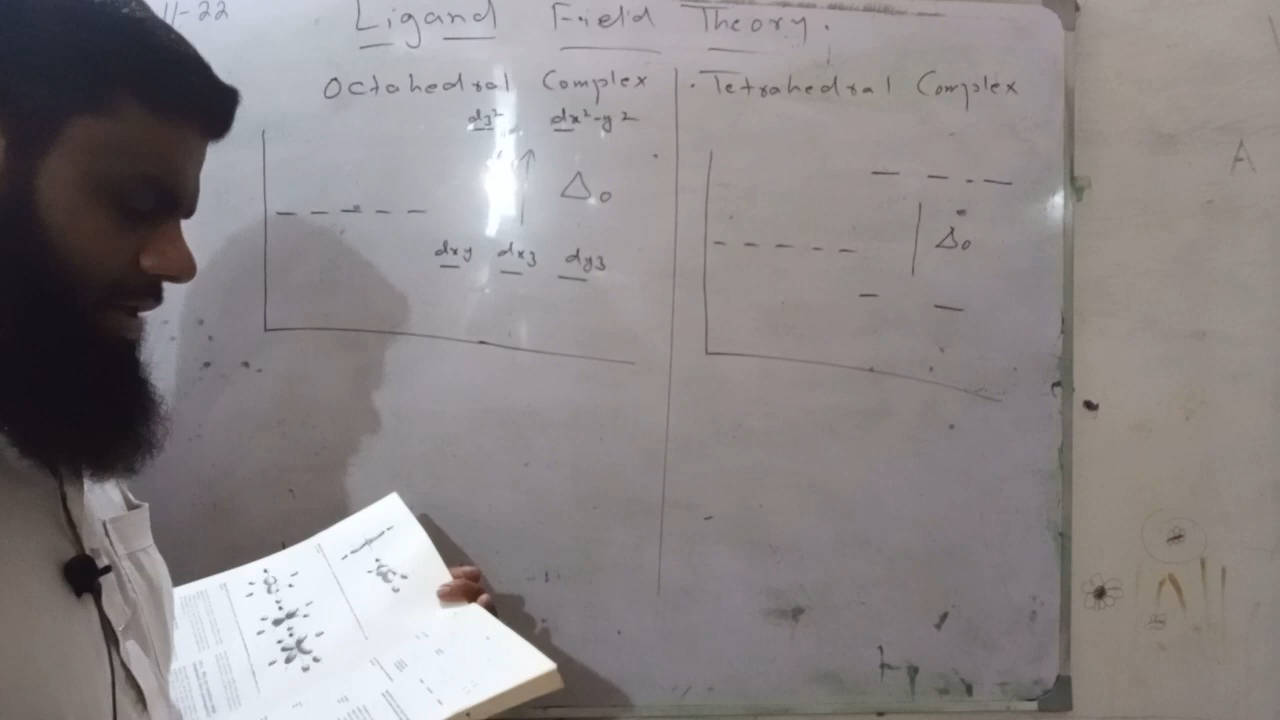 11-22
Ligand Field Theory.
Octahedral Complex
dz² dx²-y²
Δo
dxy dxz dyz
. Tetrahedral Complex
Δo
A